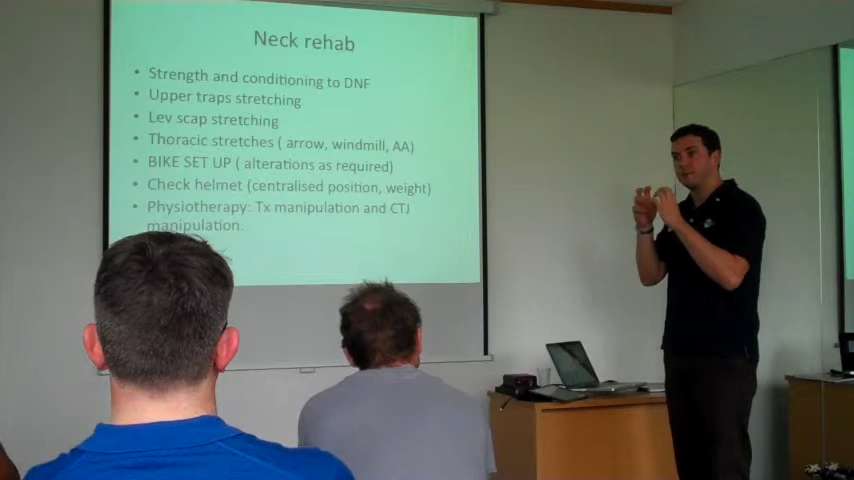 Neck rehab
• Strength and conditioning to DNF
• Upper traps stretching
• Lev scap stretching
• Thoracic stretches ( arrow, windmill, AA)
• BIKE SET UP ( alterations as required)
• Check helmet (centralised position, weight)
• Physiotherapy: Tx manipulation and CTJ
manipulation.